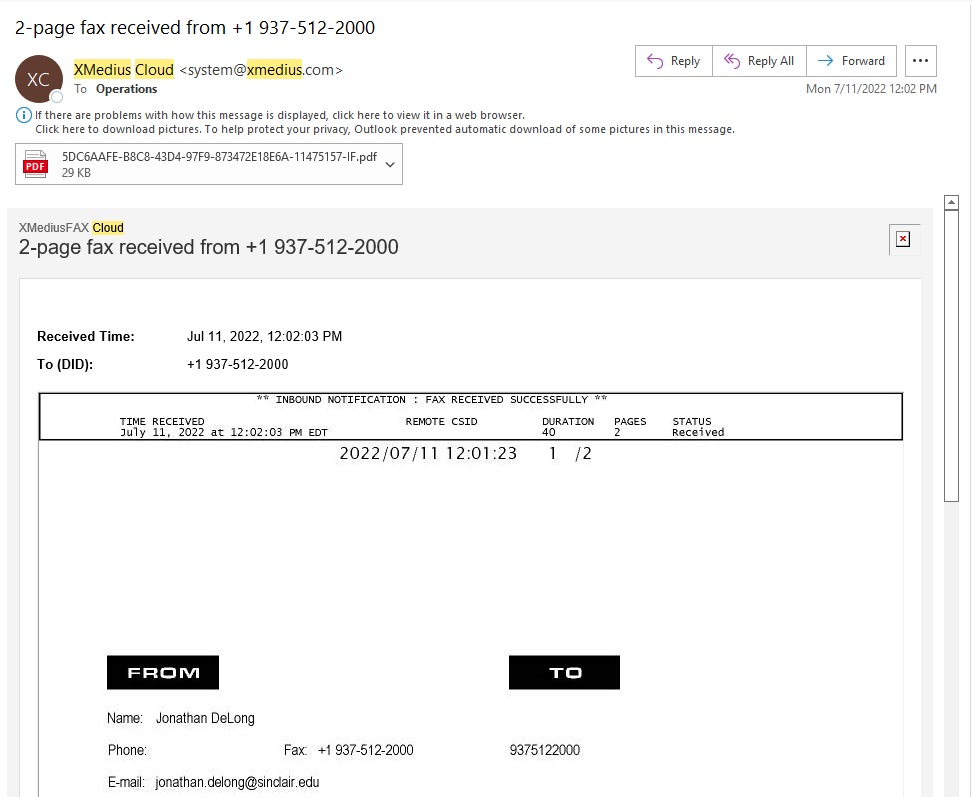 2-page fax received from +1 937-512-2000
XC
XMedius Cloud <system@xmedius.com>
To Operations
Reply
Reply All
Forward
Mon 7/11/2022 12:02 PM
If there are problems with how this message is displayed, click here to view it in a web browser.
Click here to download pictures. To help protect your privacy, Outlook prevented automatic download of some pictures in this message.
PDF
5DC6AAFE-B8C8-43D4-97F9-873472E18E6A-11475157-IF.pdf
29 KB
XMediusFAX Cloud
2-page fax received from +1 937-512-2000
Received Time: Jul 11, 2022, 12:02:03 PM
To (DID): +1 937-512-2000
** INBOUND NOTIFICATION : FAX RECEIVED SUCCESSFULLY **
TIME RECEIVED REMOTE CSID DURATION PAGES STATUS
July 11, 2022 at 12:02:03 PM EDT 40 2 Received
2022/07/11 12:01:23 1 /2
FROM TO
Name: Jonathan DeLong
Phone: Fax: +1 937-512-2000 9375122000
E-mail: jonathan.delong@sinclair.edu